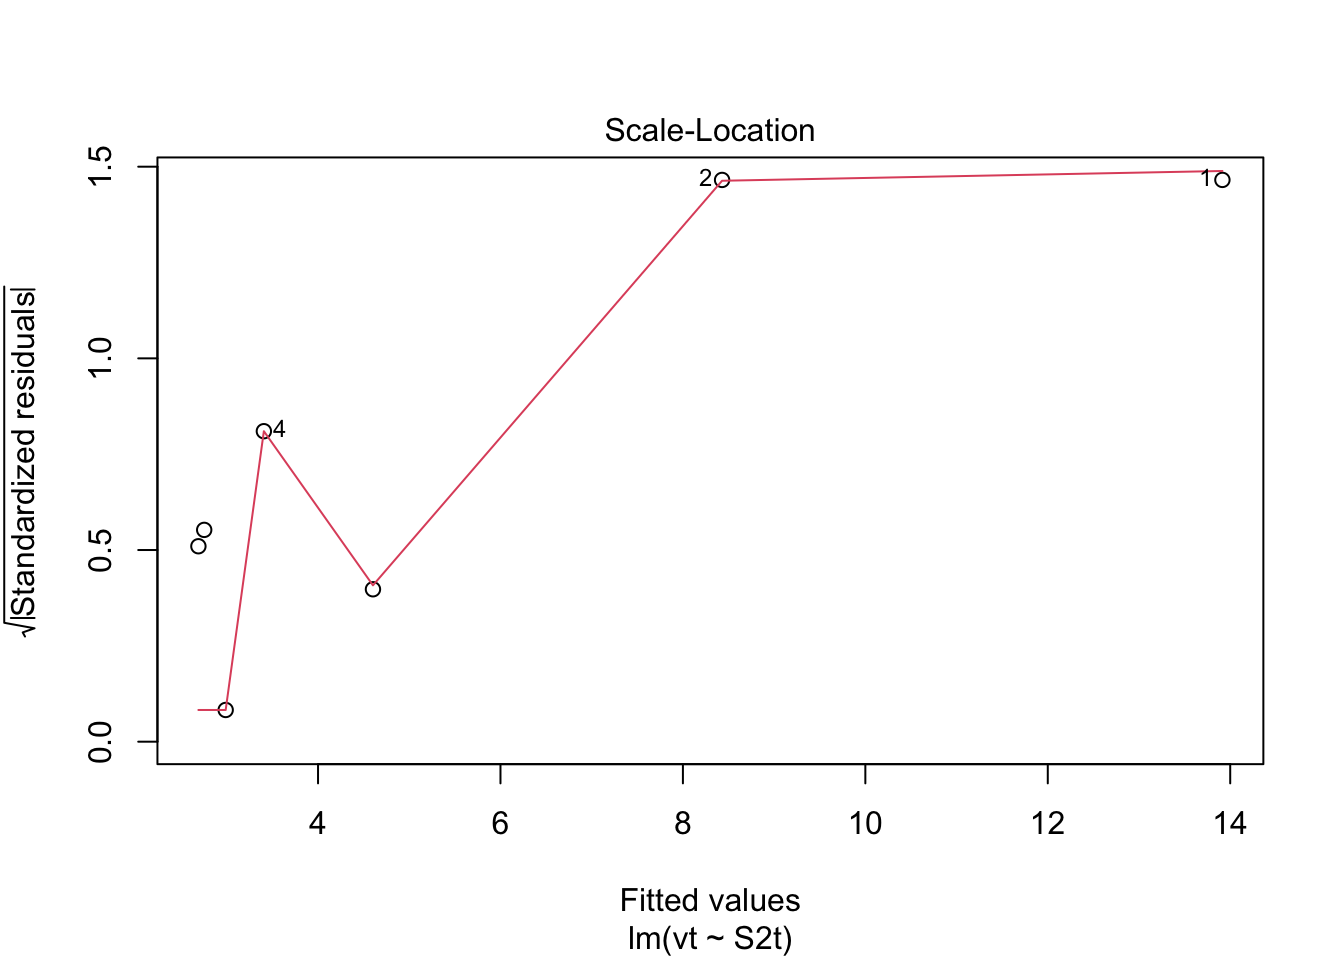 Scale-Location
√|Standardized residuals|
1.5
1.0
0.5
0.0
2
1
4
4 6 8 10 12 14
Fitted values
lm(vt ~ S2t)